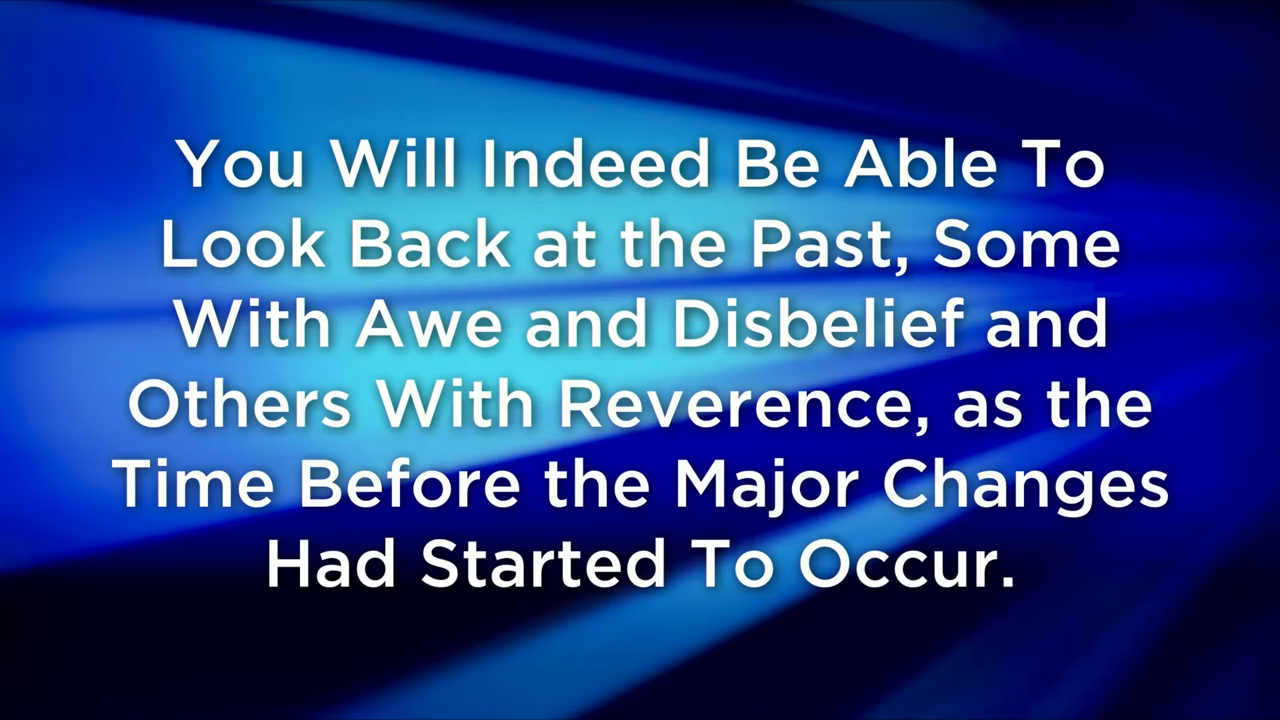 You Will Indeed Be Able To
Look Back at the Past, Some
With Awe and Disbelief and
Others With Reverence, as the
Time Before the Major Changes
Had Started To Occur.